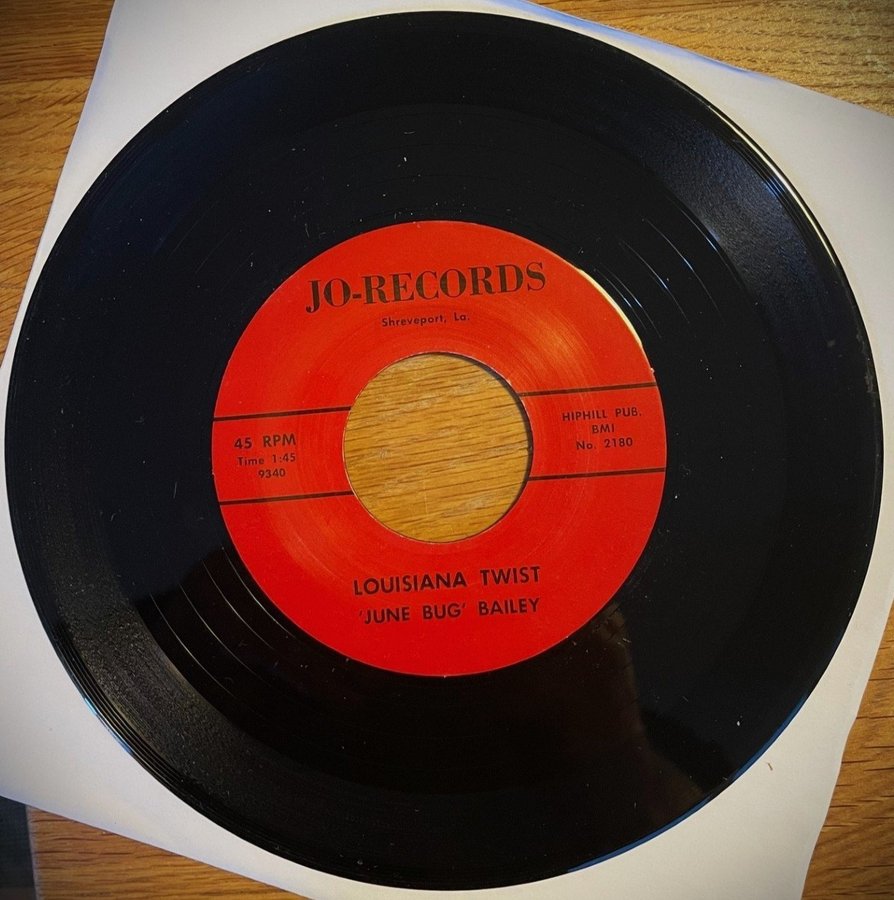 JO-RECORDS
Shreveport, La.
45 RPM
Time 1:45
9340
HIPHILL PUB.
BMI
No. 2180
LOUISIANA TWIST
'JUNE BUG' BAILEY